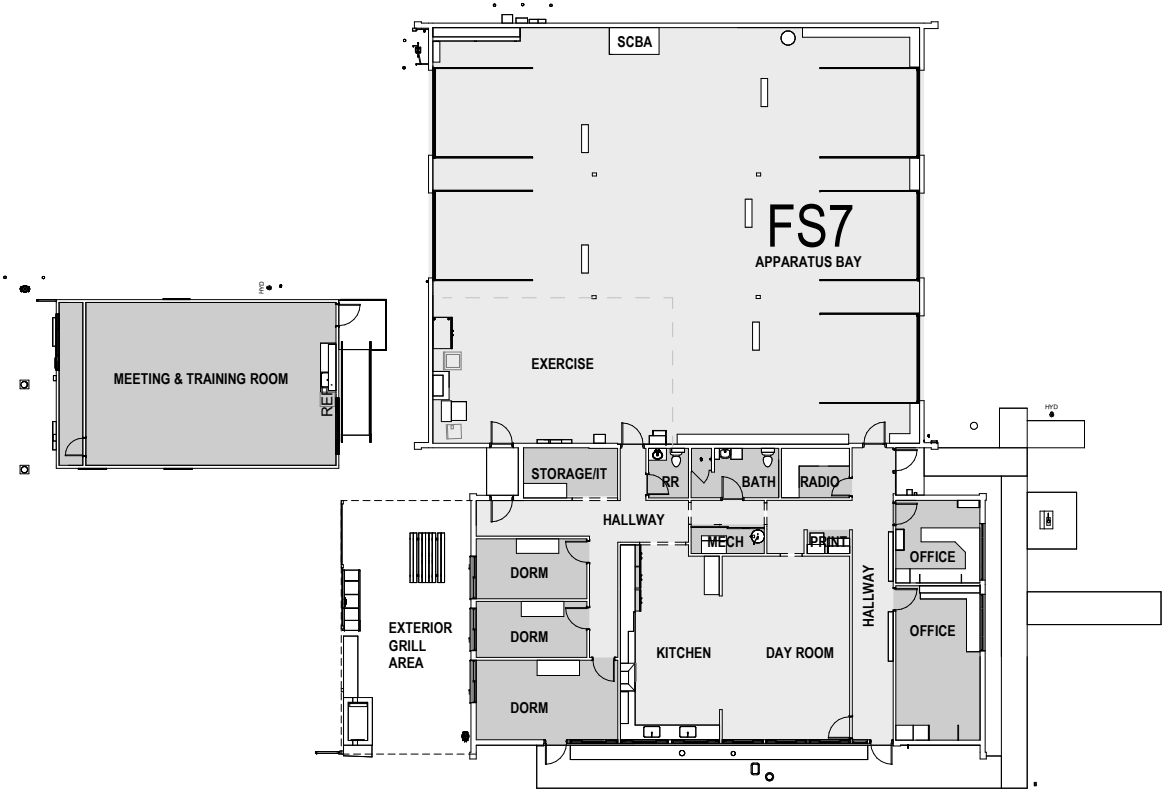 SCBA
FS7
APPARATUS BAY
HYD
MEETING & TRAINING ROOM
REF
EXERCISE
HYD
STORAGE/IT
RR
BATH
RADIO
HALLWAY
MECH
PRINT
OFFICE
DORM
HALLWAY
DORM
EXTERIOR
GRILL
AREA
KITCHEN
DAY ROOM
OFFICE
DORM